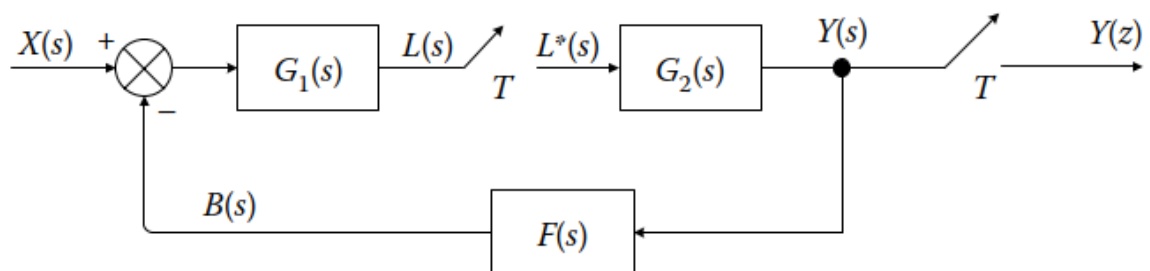 X(s) + G₁(s) L(s) T L*(s) G₂(s) Y(s) T Y(z)
−
B(s) F(s)